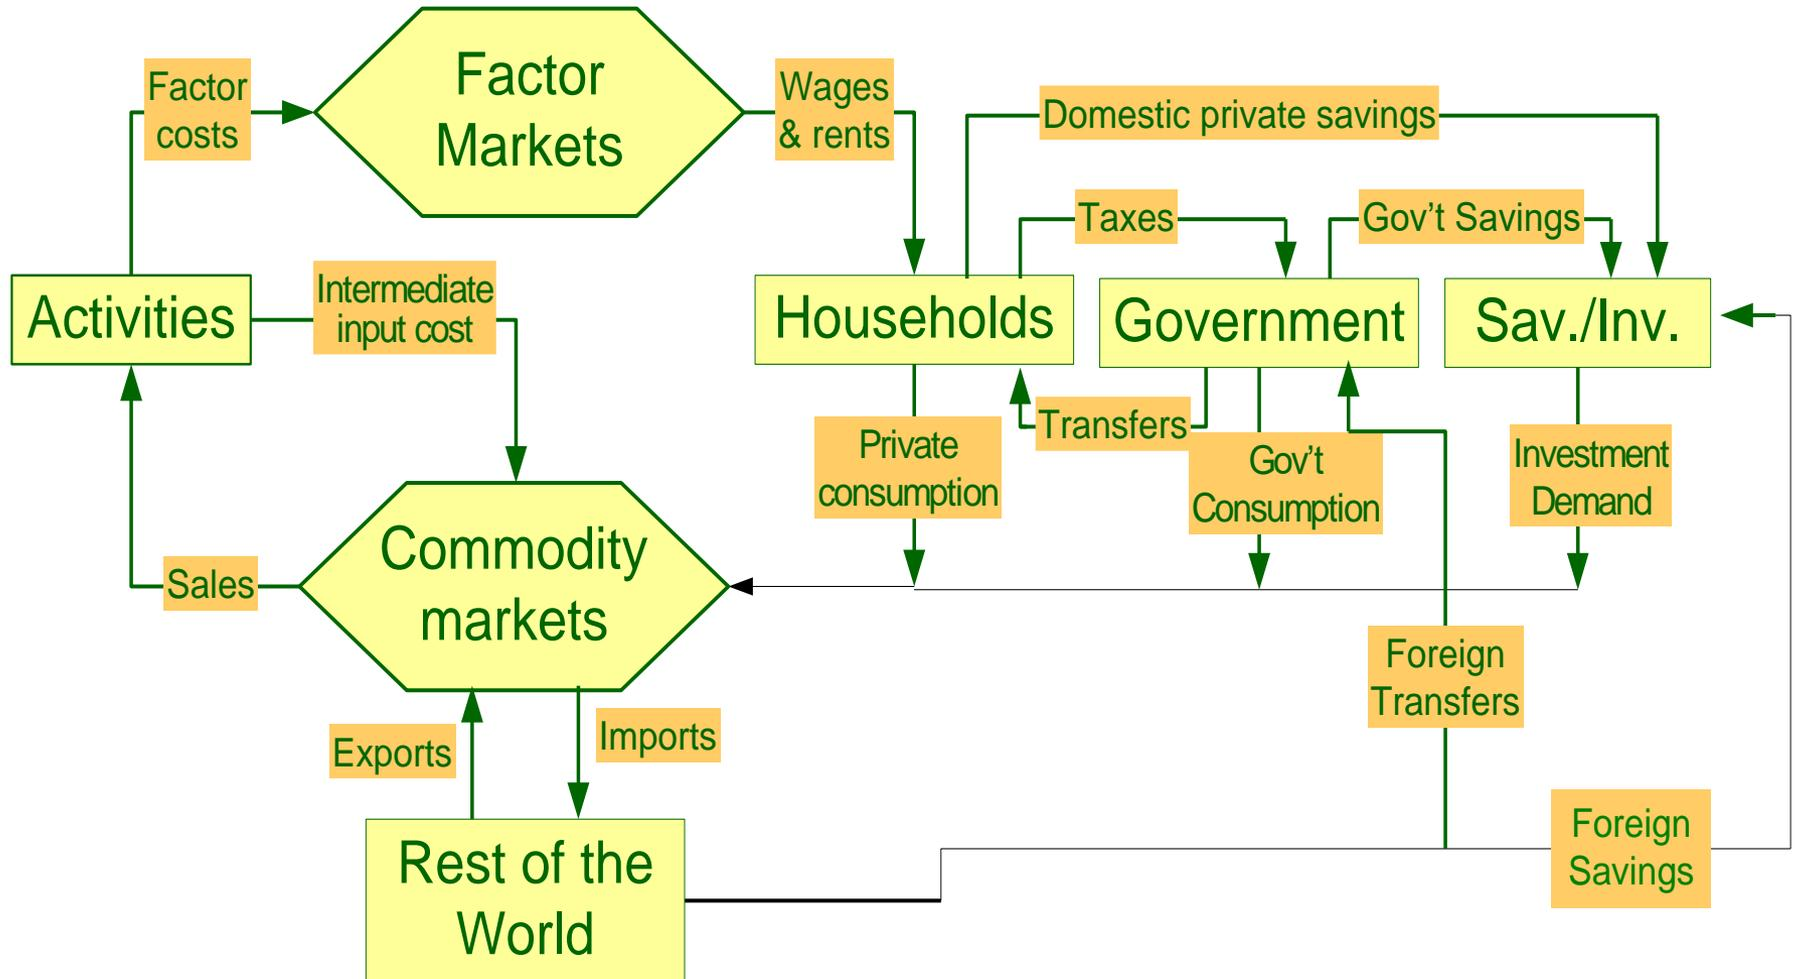 Factor
Markets
Factor
costs
Wages
& rents
Domestic private savings
Taxes
Gov't Savings
Activities
Intermediate
input cost
Households
Government
Sav./Inv.
Transfers
Private
consumption
Gov't
Consumption
Investment
Demand
Commodity
markets
Sales
Foreign
Transfers
Exports
Imports
Foreign
Savings
Rest of the
World